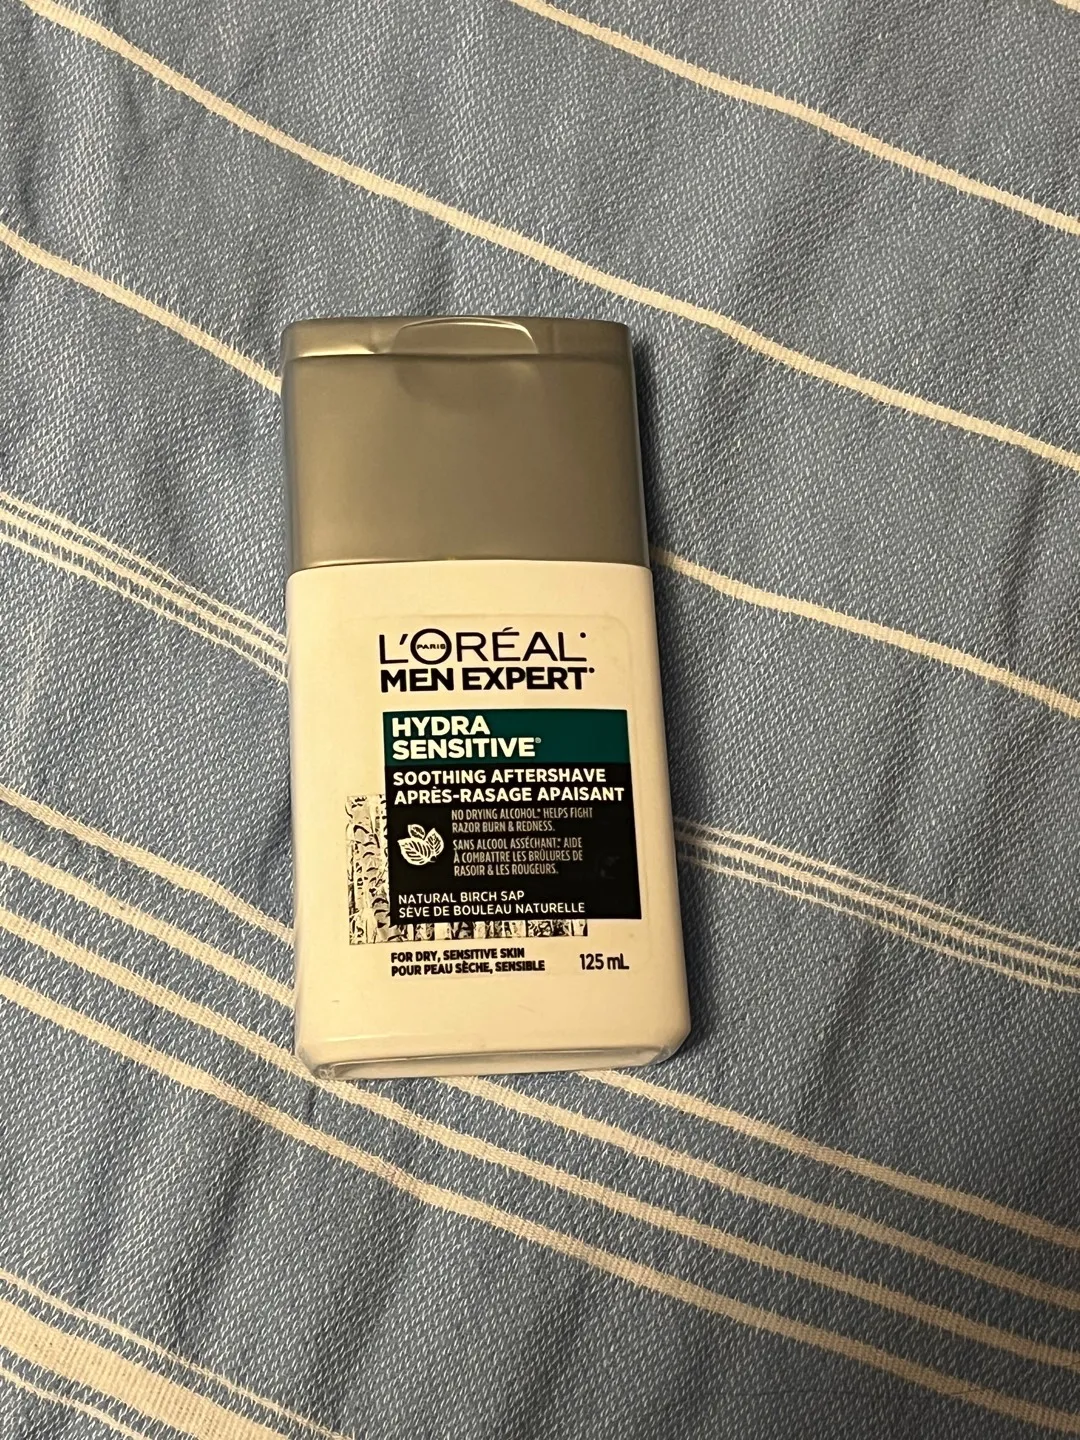 L'ORÉAL
PARIS
MEN EXPERT
HYDRA
SENSITIVE®
SOOTHING AFTERSHAVE
APRÈS-RASAGE APAISANT
NO DRYING ALCOHOL* HELPS FIGHT
RAZOR BURN & REDNESS.
SANS ALCOOL ASSÉCHANT* AIDE
À COMBATTRE LES BRÛLURES DE
RASOIR & LES ROUGEURS.
NATURAL BIRCH SAP
SÈVE DE BOULEAU NATURELLE
FOR DRY, SENSITIVE SKIN
POUR PEAU SÈCHE, SENSIBLE
125 mL